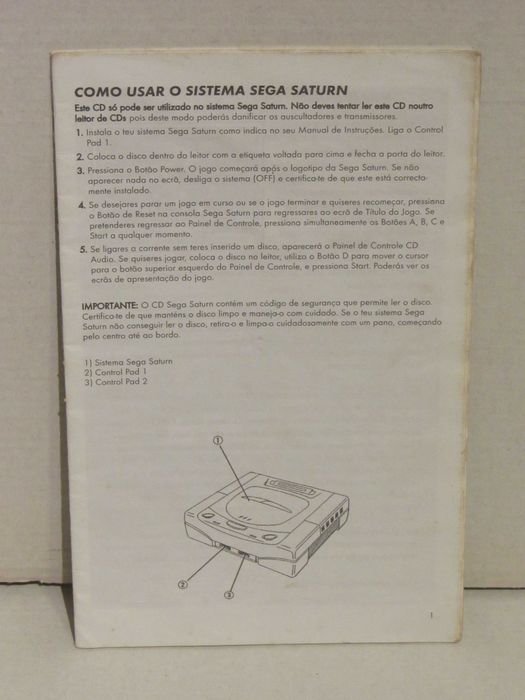 COMO USAR O SISTEMA SEGA SATURN
Este CD só pode ser utilizado no sistema Sega Saturn. Não deves tentar ler este CD noutro
leitor de CDs pois deste modo poderás danificar os auscultadores e transmissores.
1. Instala o teu sistema Sega Saturn como indica no seu Manual de Instruções. Liga o Control
Pad 1.
2. Coloca o disco dentro do leitor com a etiqueta voltada para cima e fecha a porta do leitor.
3. Pressiona o Botão Power. O jogo começará após o logotipo da Sega Saturn. Se não
aparecer nada no ecrã, desliga o sistema (OFF) e certifica-te de que este está correcta-
mente instalado.
4. Se desejares parar um jogo em curso ou se o jogo terminar e quiseres recomeçar, pressiona
o Botão de Reset na consola Sega Saturn para regressares ao ecrã de Título do Jogo. Se
pretenderes regressar ao Painel de Controle, pressiona simultaneamente os Botões A, B, C e
Start a qualquer momento.
5. Se ligares a corrente sem teres inserido um disco, aparecerá o Painel de Controle CD
Audio. Se quiseres jogar, coloca o disco no leitor, utiliza o Botão D para mover o cursor
para o botão superior esquerdo do Painel de Controle, e pressiona Start. Poderás ver os
ecrãs de apresentação do jogo.
IMPORTANTE: O CD Sega Saturn contém um código de segurança que permite ler o disco.
Certifica-te de que manténs o disco limpo e maneja-o com cuidado. Se o teu sistema Sega
Saturn não conseguir ler o disco, retira-o e limpa-o cuidadosamente com um pano, começando
pelo centro até ao bordo.
1) Sistema Sega Saturn
2) Control Pad 1
3) Control Pad 2
1
2
3
1